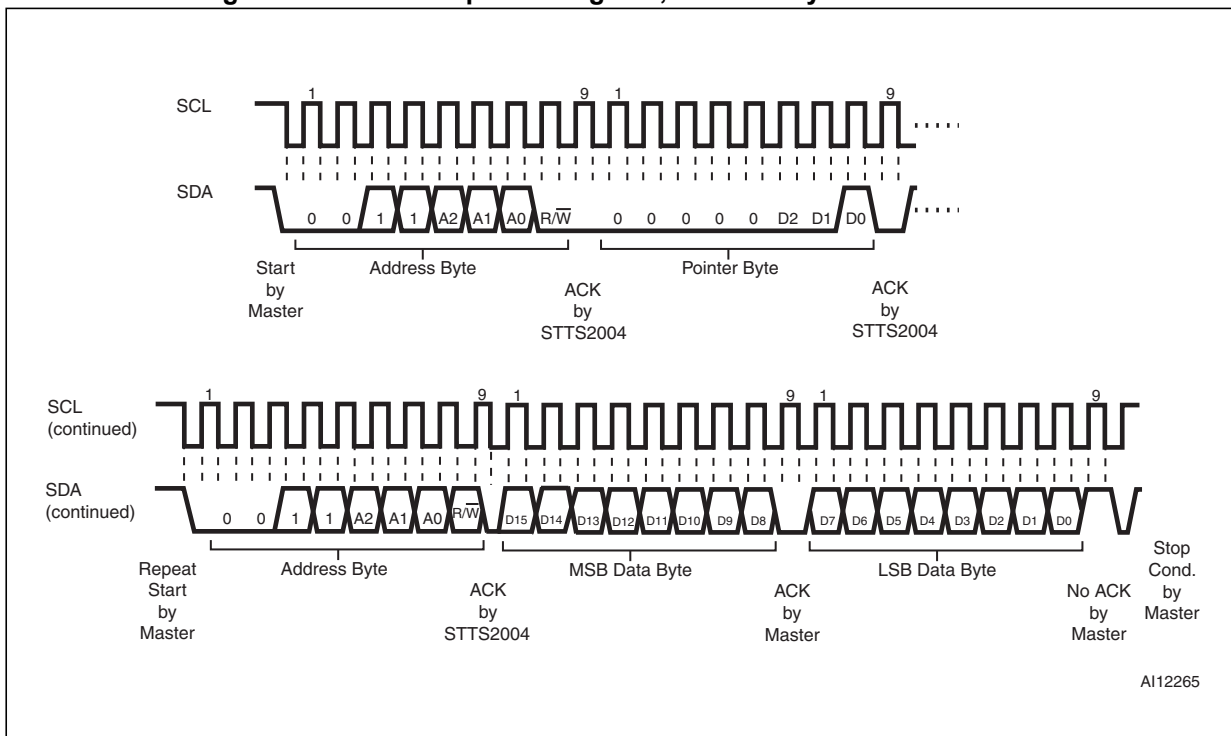 1 9 1 9
SCL
SDA
0 0 1 1 A2 A1 A0 R/W 0 0 0 0 0 D2 D1 D0
Address Byte Pointer Byte
Start
by
Master
ACK
by
STTS2004
ACK
by
STTS2004
1 9 1 9 1 9
SCL
(continued)
SDA
(continued)
0 0 1 1 A2 A1 A0 R/W D15 D14 D13 D12 D11 D10 D9 D8 D7 D6 D5 D4 D3 D2 D1 D0
Address Byte MSB Data Byte LSB Data Byte
Repeat
Start
by
Master
ACK
by
STTS2004
ACK
by
Master
No ACK
by
Master
Stop
Cond.
by
Master
AI12265